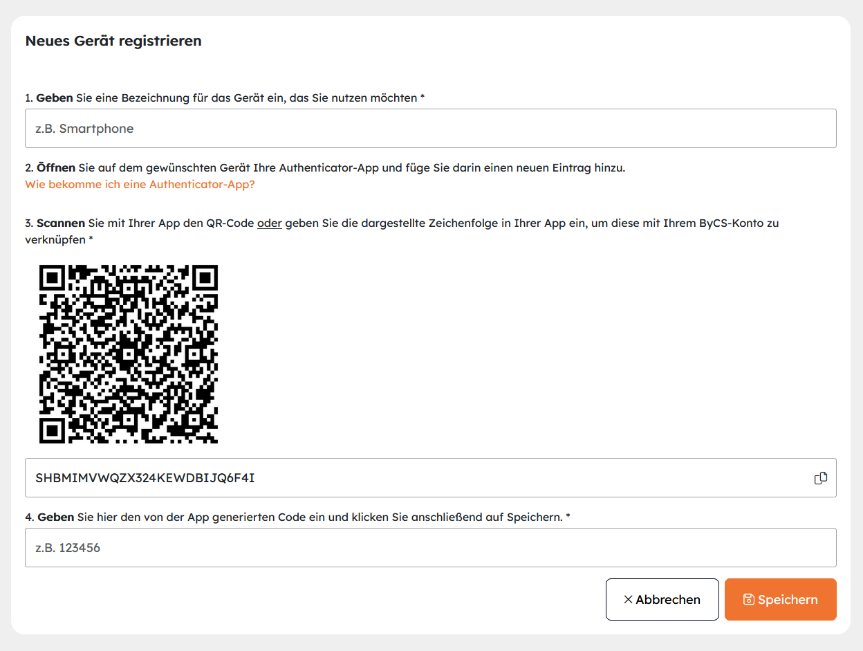 Neues Gerät registrieren
1. Geben Sie eine Bezeichnung für das Gerät ein, das Sie nutzen möchten *
z.B. Smartphone
2. Öffnen Sie auf dem gewünschten Gerät Ihre Authenticator-App und füge Sie darin einen neuen Eintrag hinzu.
Wie bekomme ich eine Authenticator-App?
3. Scannen Sie mit Ihrer App den QR-Code oder geben Sie die dargestellte Zeichenfolge in Ihrer App ein, um diese mit Ihrem ByCS-Konto zu
verknüpfen *
SHBMIMVWQZX324KEWDBIJQ6F4I
4. Geben Sie hier den von der App generierten Code ein und klicken Sie anschließend auf Speichern. *
z.B. 123456
Abbrechen
Speichern